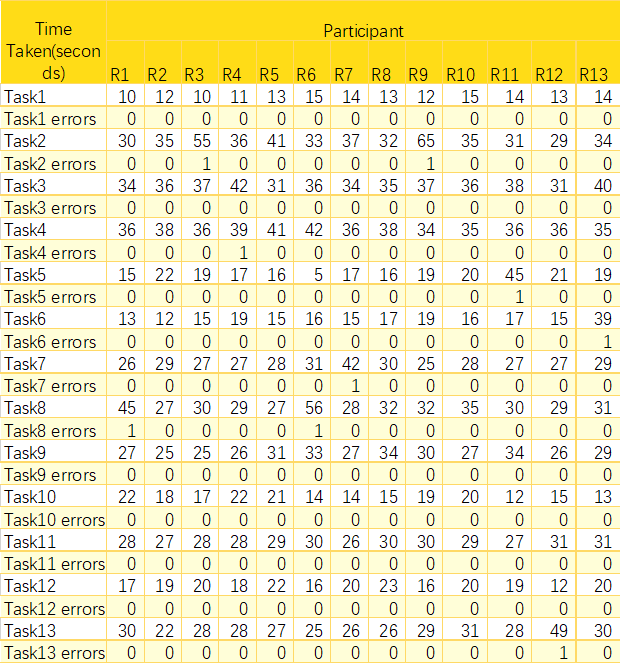 Time
Taken(secon
ds)
Participant
R1 R2 R3 R4 R5 R6 R7 R8 R9 R10 R11 R12 R13
Task1 10 12 10 11 13 15 14 13 12 15 14 13 14
Task1 errors 0 0 0 0 0 0 0 0 0 0 0 0 0
Task2 30 35 55 36 41 33 37 32 65 35 31 29 34
Task2 errors 0 0 1 0 0 0 0 0 1 0 0 0 0
Task3 34 36 37 42 31 36 34 35 37 36 38 31 40
Task3 errors 0 0 0 0 0 0 0 0 0 0 0 0 0
Task4 36 38 36 39 41 42 36 38 34 35 36 36 35
Task4 errors 0 0 0 1 0 0 0 0 0 0 0 0 0
Task5 15 22 19 17 16 5 17 16 19 20 45 21 19
Task5 errors 0 0 0 0 0 0 0 0 0 0 1 0 0
Task6 13 12 15 19 15 16 15 17 19 16 17 15 39
Task6 errors 0 0 0 0 0 0 0 0 0 0 0 0 1
Task7 26 29 27 27 28 31 42 30 25 28 27 27 29
Task7 errors 0 0 0 0 0 0 1 0 0 0 0 0 0
Task8 45 27 30 29 27 56 28 32 32 35 30 29 31
Task8 errors 1 0 0 0 0 1 0 0 0 0 0 0 0
Task9 27 25 25 26 31 33 27 34 30 27 34 26 29
Task9 errors 0 0 0 0 0 0 0 0 0 0 0 0 0
Task10 22 18 17 22 21 14 14 15 19 20 12 15 13
Task10 errors 0 0 0 0 0 0 0 0 0 0 0 0 0
Task11 28 27 28 28 29 30 26 30 30 29 27 31 31
Task11 errors 0 0 0 0 0 0 0 0 0 0 0 0 0
Task12 17 19 20 18 22 16 20 23 16 20 19 12 20
Task12 errors 0 0 0 0 0 0 0 0 0 0 0 0 0
Task13 30 22 28 28 27 25 26 26 29 31 28 49 30
Task13 errors 0 0 0 0 0 0 0 0 0 0 0 1 0